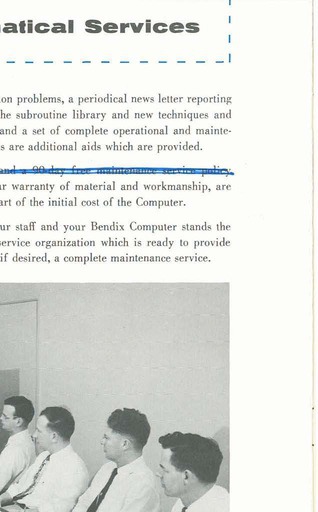 matical Services
on problems, a periodical news letter reporting
he subroutine library and new techniques and
and a set of complete operational and mainte-
s are additional aids which are provided.
and a 90 day free maintenance service policy,
ur warranty of material and workmanship, are
art of the initial cost of the Computer.
ur staff and your Bendix Computer stands the
service organization which is ready to provide
if desired, a complete maintenance service.